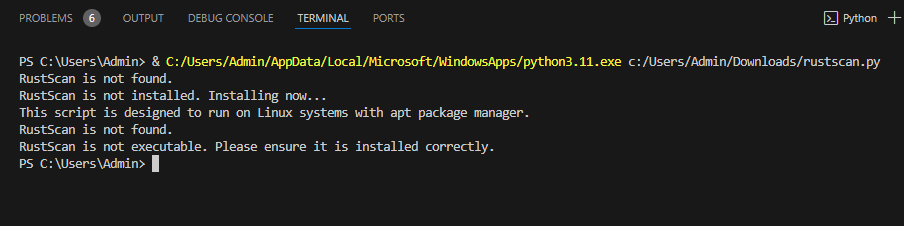 PROBLEMS 6 OUTPUT DEBUG CONSOLE TERMINAL PORTS Python
PS C:\Users\Admin> & C:/Users/Admin/AppData/Local/Microsoft/WindowsApps/python3.11.exe c:/Users/Admin/Downloads/rustscan.py
RustScan is not found.
RustScan is not installed. Installing now...
This script is designed to run on Linux systems with apt package manager.
RustScan is not found.
RustScan is not executable. Please ensure it is installed correctly.
PS C:\Users\Admin>